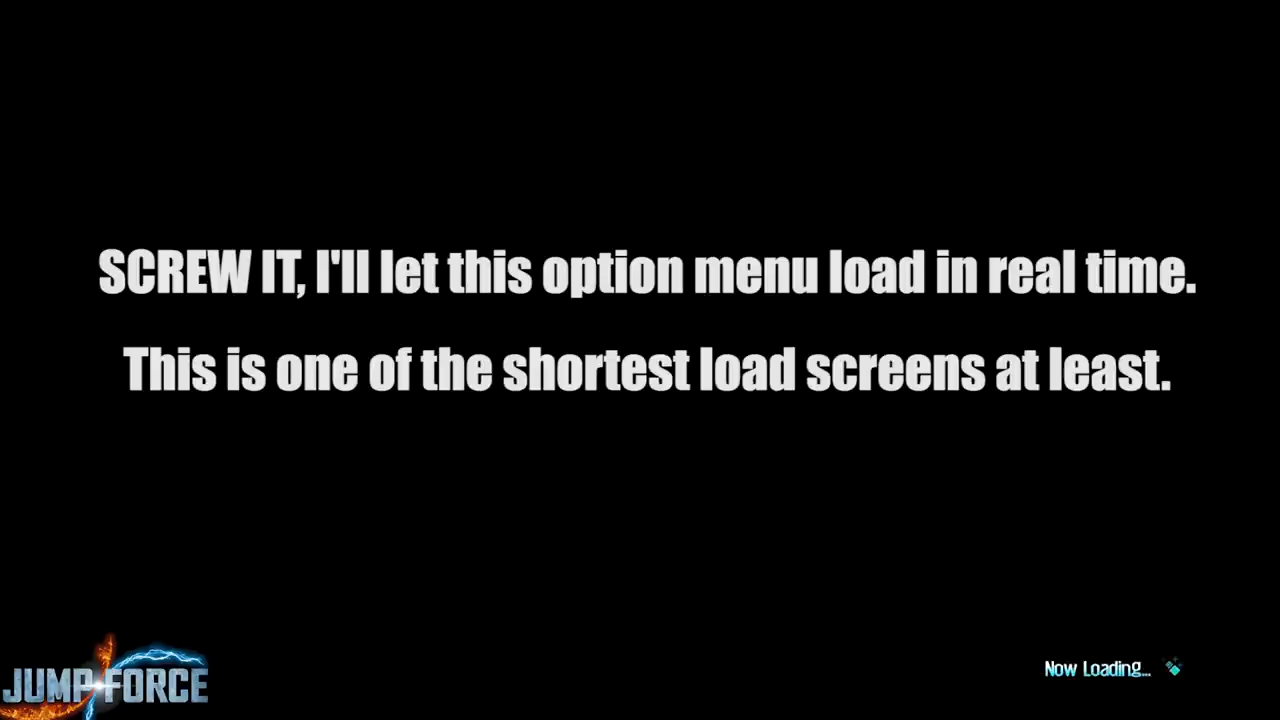 SCREW IT, I'll let this option menu load in real time.
This is one of the shortest load screens at least.
Now Loading...
JUMP FORCE